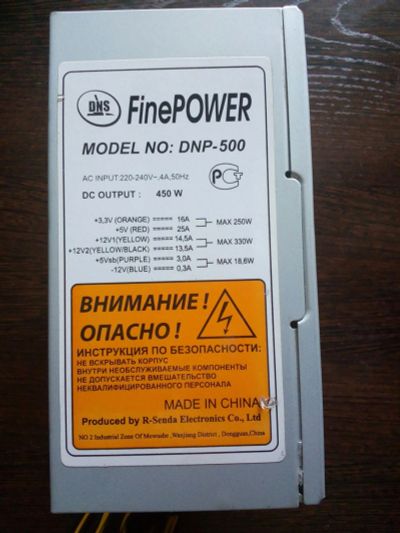 DNS
FinePOWER
MODEL NO: DNP-500
AC INPUT:220-240V~,4A,50Hz
DC OUTPUT : 450 W
+3,3V (ORANGE) 16A
+5V (RED) 25A
MAX 250W
+12V1(YELLOW) 14,5A
+12V2(YELLOW/BLACK) 13,5A
MAX 330W
+5Vsb(PURPLE) 3,0A
-12V(BLUE) 0,3A
MAX 18,6W
ВНИМАНИЕ !
ОПАСНО !
ИНСТРУКЦИЯ ПО БЕЗОПАСНОСТИ:
НЕ ВСКРЫВАТЬ КОРПУС
ВНУТРИ НЕОБСЛУЖИВАЕМЫЕ КОМПОНЕНТЫ
НЕ ДОПУСКАЕТСЯ ВМЕШАТЕЛЬСТВО
НЕКВАЛИФИЦИРОВАННОГО ПЕРСОНАЛА
MADE IN CHINA
Produced by R-Senda Electronics Co., Ltd
NO 2 Industrial Zone Of Wanjiang District , Dongguan,China